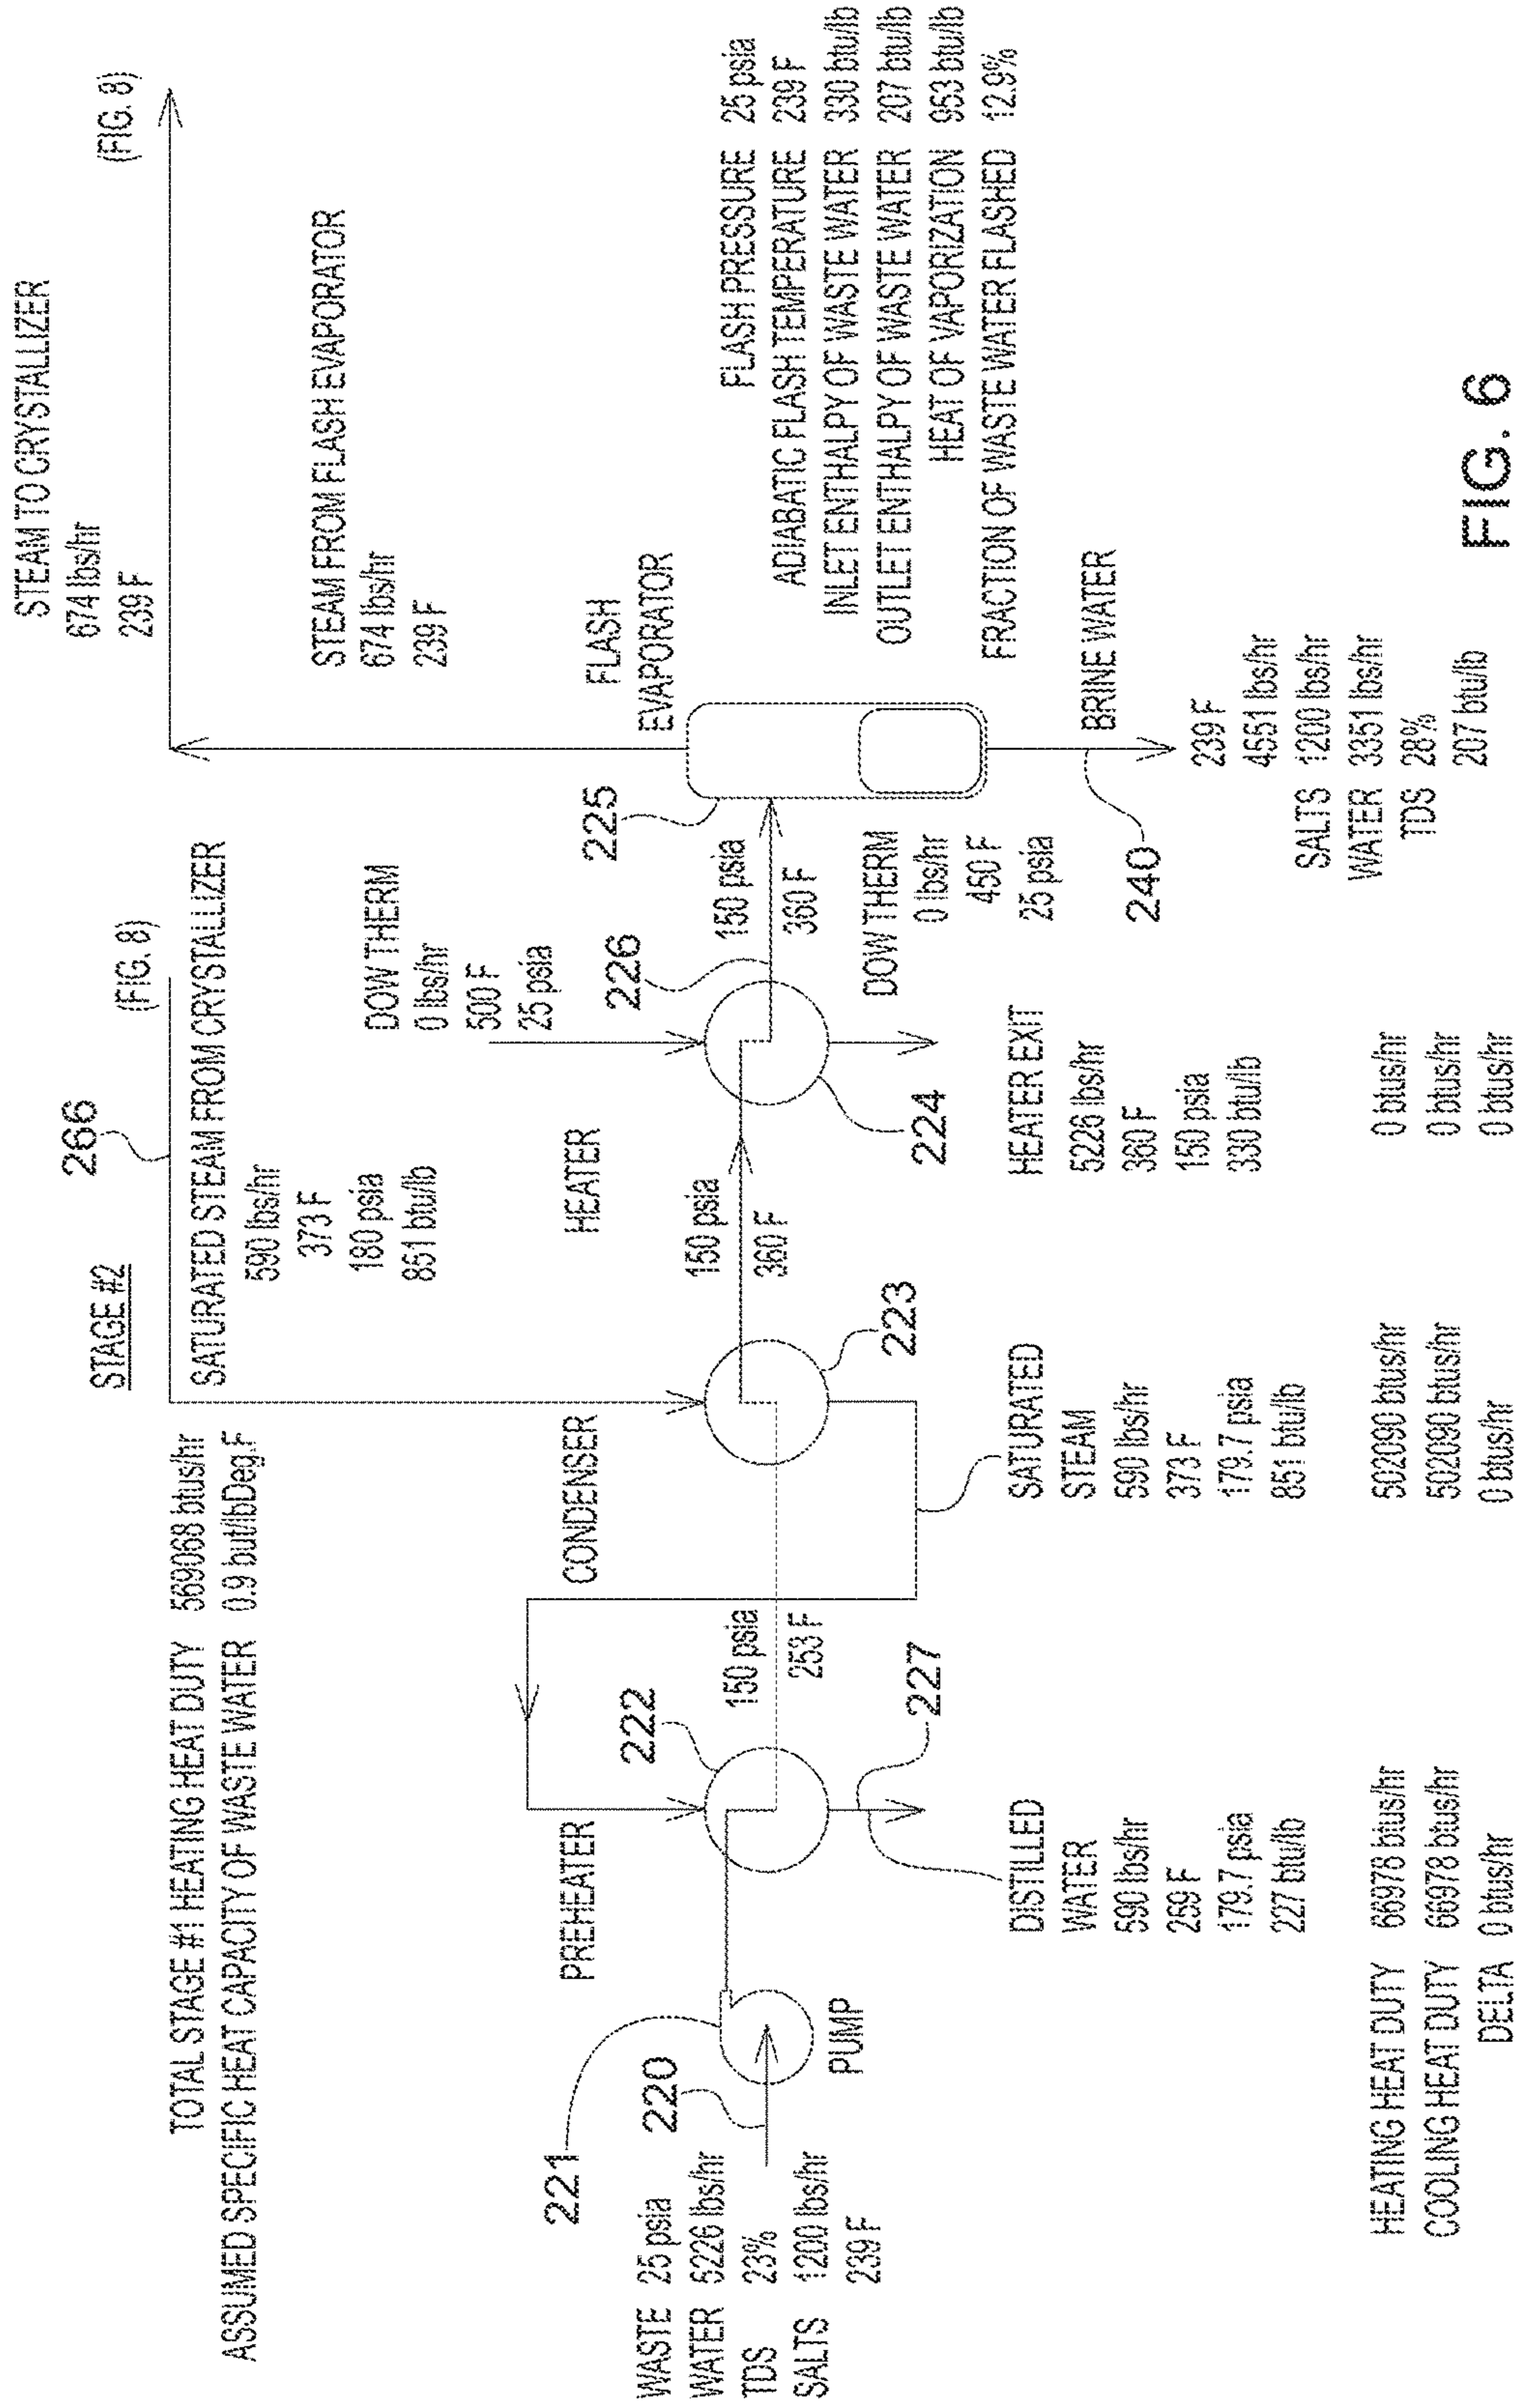 STAGE #2
TOTAL STAGE #1 HEATING HEAT DUTY 569068 btus/hr
ASSUMED SPECIFIC HEAT CAPACITY OF WASTE WATER 0.9 but/lbDeg.F
266
(FIG. 8)
SATURATED STEAM FROM CRYSTALLIZER
590 lbs/hr
373 F
180 psia
851 btu/lb
STEAM TO CRYSTALLIZER
674 lbs/hr
239 F
(FIG. 8)
STEAM FROM FLASH EVAPORATOR
674 lbs/hr
239 F
DOW THERM
0 lbs/hr
500 F
25 psia
221
PREHEATER
CONDENSER
HEATER
FLASH
EVAPORATOR
220
222
226
225
WASTE 25 psia
WATER 5226 lbs/hr
TDS 23%
SALTS 1200 lbs/hr
239 F
PUMP
150 psia
253 F
150 psia
360 F
150 psia
360 F
223
224
227
DOW THERM
0 lbs/hr
450 F
25 psia
FLASH PRESSURE 25 psia
ADIABATIC FLASH TEMPERATURE 239 F
INLET ENTHALPY OF WASTE WATER 330 btu/lb
OUTLET ENTHALPY OF WASTE WATER 207 btu/lb
HEAT OF VAPORIZATION 953 btu/lb
FRACTION OF WASTE WATER FLASHED 12.9%
DISTILLED
WATER
590 lbs/hr
259 F
179.7 psia
227 btu/lb
SATURATED
STEAM
590 lbs/hr
373 F
179.7 psia
851 btu/lb
HEATER EXIT
5226 lbs/hr
360 F
150 psia
330 btu/lb
240
BRINE WATER
239 F
4551 lbs/hr
SALTS 1200 lbs/hr
WATER 3351 lbs/hr
TDS 28%
207 btu/lb
HEATING HEAT DUTY 66978 btus/hr 502090 btus/hr 0 btus/hr
COOLING HEAT DUTY 66978 btus/hr 502090 btus/hr 0 btus/hr
DELTA 0 btus/hr 0 btus/hr 0 btus/hr
FIG. 6